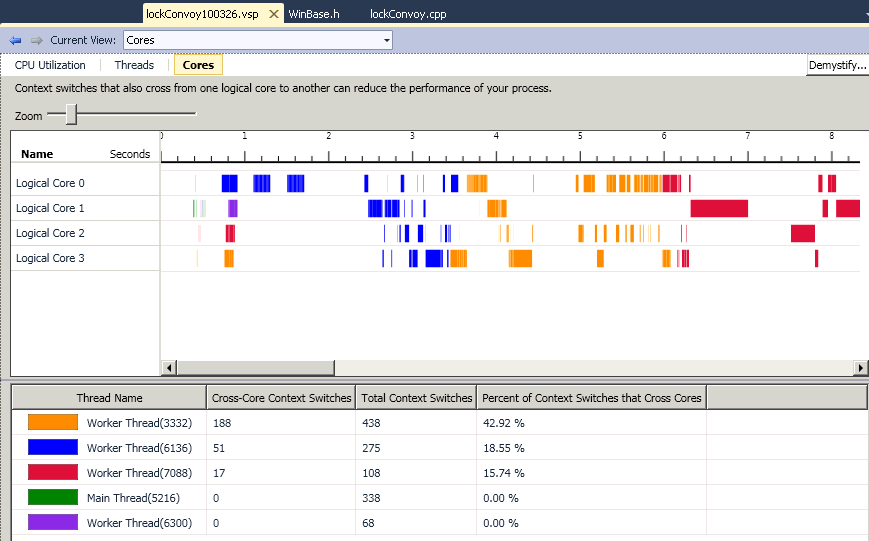 lockConvoy100326.vsp WinBase.h lockConvoy.cpp
Current View: Cores
CPU Utilization Threads Cores Demystify...
Context switches that also cross from one logical core to another can reduce the performance of your process.
Zoom
0 1 2 3 4 5 6 7 8
Name Seconds
Logical Core 0
Logical Core 1
Logical Core 2
Logical Core 3
Thread Name Cross-Core Context Switches Total Context Switches Percent of Context Switches that Cross Cores
Worker Thread(3332) 188 438 42.92 %
Worker Thread(6136) 51 275 18.55 %
Worker Thread(7088) 17 108 15.74 %
Main Thread(5216) 0 338 0.00 %
Worker Thread(6300) 0 68 0.00 %